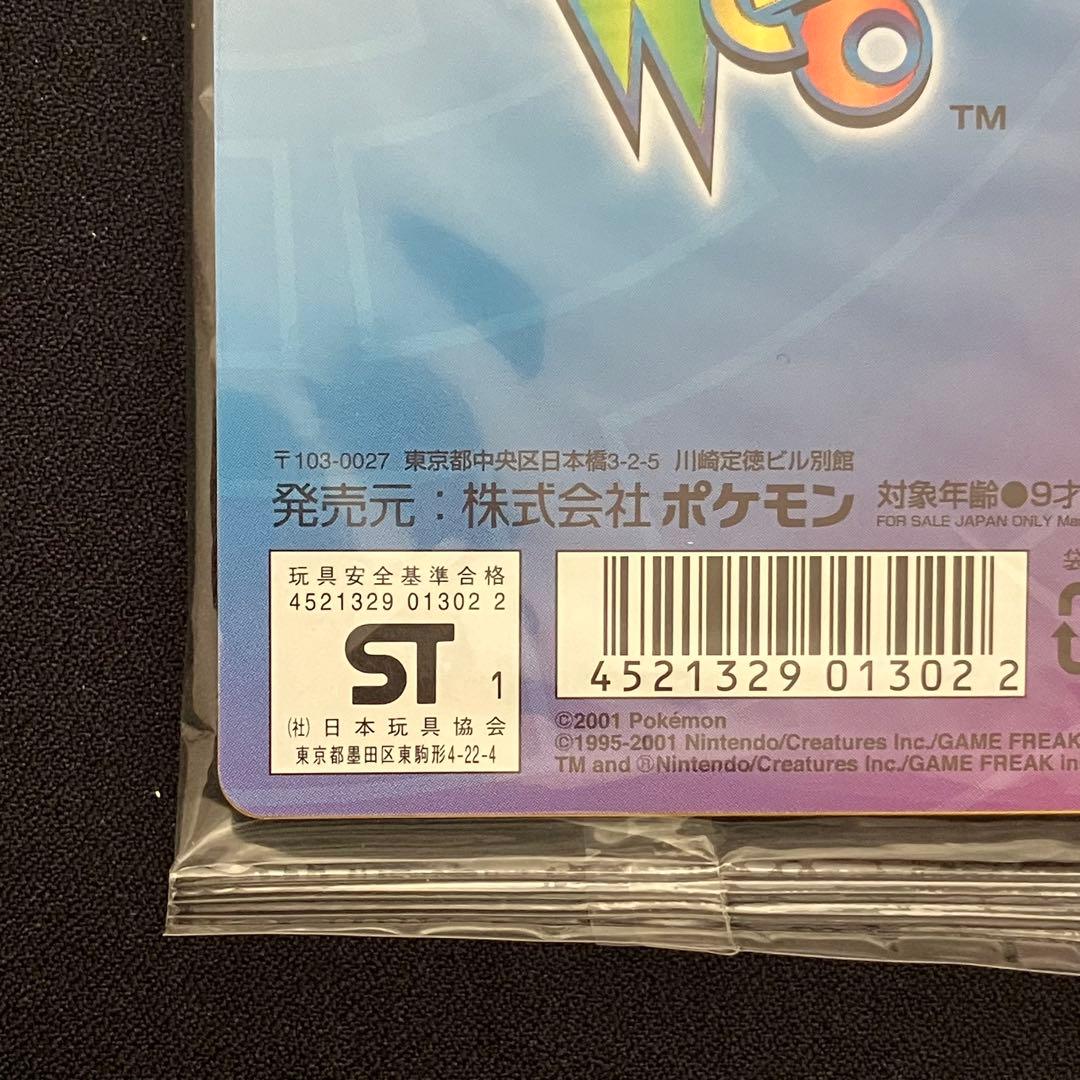 TM
〒103-0027 東京都中央区日本橋3-2-5 川崎定徳ビル別館
発売元：株式会社ポケモン
対象年齢●9才
FOR SALE JAPAN ONLY
袋
玩具安全基準合格
4521329 01302 2
ST 1
(社)日本玩具協会
東京都墨田区東駒形4-22-4
4521329 01302 2
©2001 Pokémon
©1995-2001 Nintendo/Creatures Inc./GAME FREAK
TM and ®Nintendo/Creatures Inc./GAME FREAK